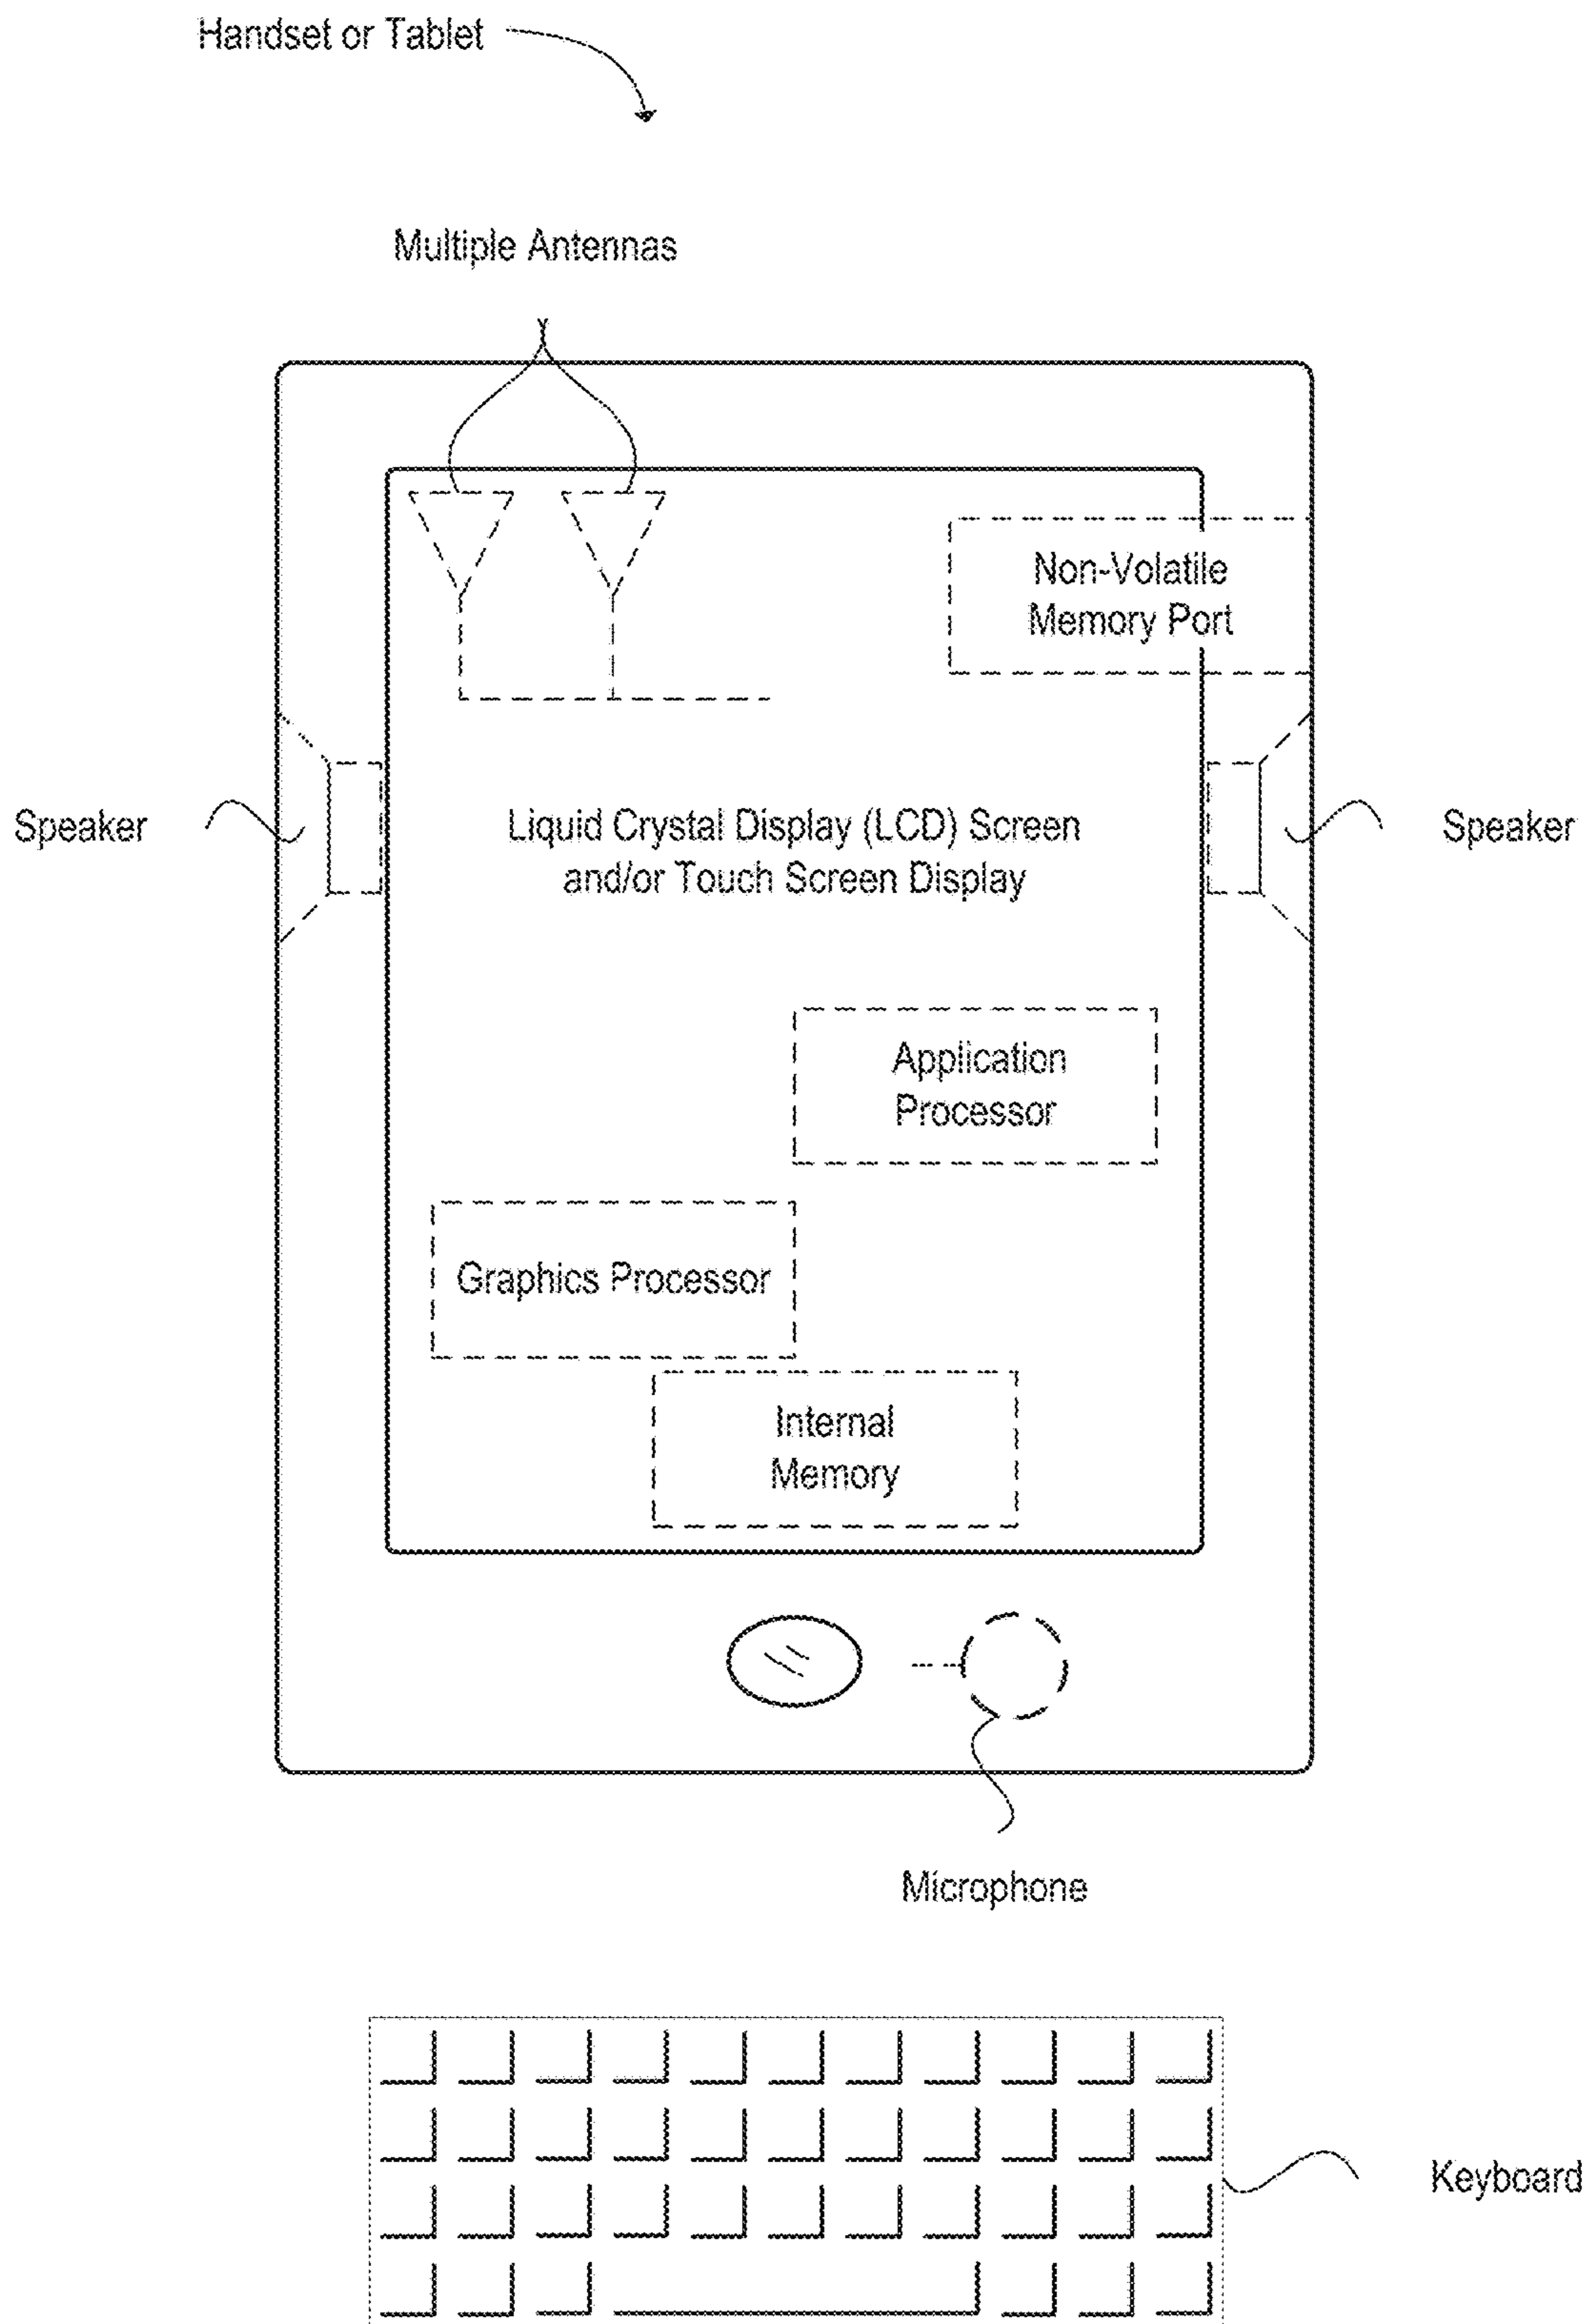 Handset or Tablet
Multiple Antennas
Non-Volatile
Memory Port
Speaker
Liquid Crystal Display (LCD) Screen
and/or Touch Screen Display
Speaker
Application
Processor
Graphics Processor
Internal
Memory
Microphone
Keyboard